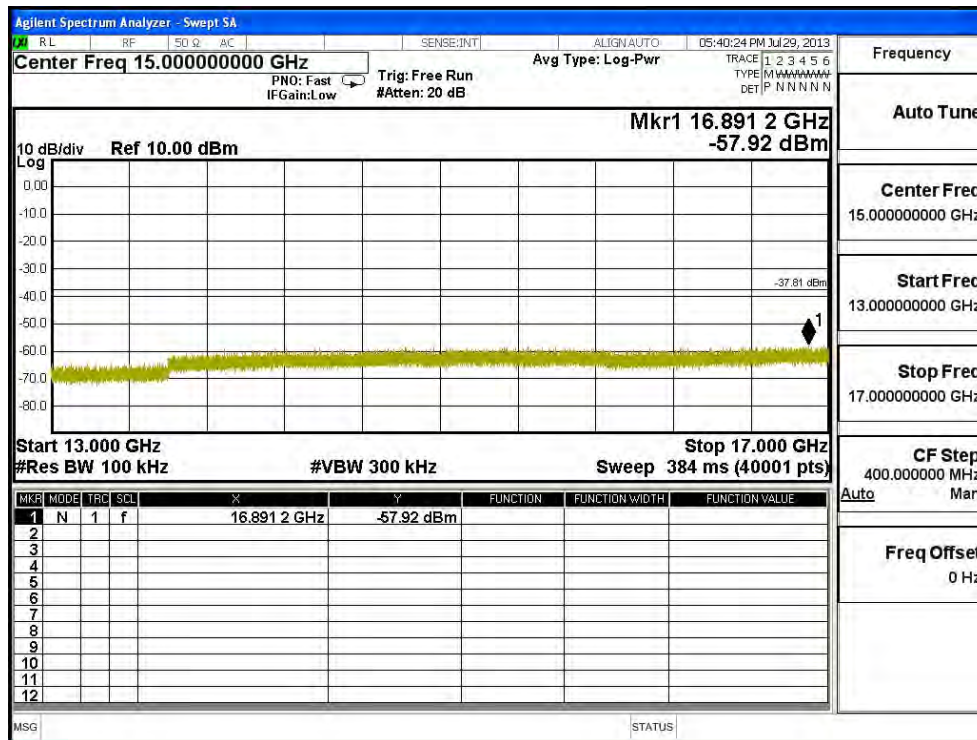 Agilent Spectrum Analyzer - Swept SA
LXI RL RF 50 Ω AC SENSE:INT ALIGN AUTO 05:40:24 PM Jul 29, 2013
Center Freq 15.000000000 GHz
PNO: Fast
IFGain:Low
Trig: Free Run
#Atten: 20 dB
Avg Type: Log-Pwr
TRACE 1 2 3 4 5 6
TYPE M W W W W W
DET P N N N N N
Mkr1 16.891 2 GHz
-57.92 dBm
10 dB/div Ref 10.00 dBm
Log
0.00
-10.0
-20.0
-30.0
-37.81 dBm
-40.0
-50.0
1
-60.0
-70.0
-80.0
Start 13.000 GHz Stop 17.000 GHz
#Res BW 100 kHz #VBW 300 kHz Sweep 384 ms (40001 pts)
MKR MODE TRC SCL X Y FUNCTION FUNCTION WIDTH FUNCTION VALUE
1 N 1 f 16.891 2 GHz -57.92 dBm
2
3
4
5
6
7
8
9
10
11
12
MSG STATUS
Frequency
Auto Tune
Center Freq
15.000000000 GHz
Start Freq
13.000000000 GHz
Stop Freq
17.000000000 GHz
CF Step
400.000000 MHz
Auto Man
Freq Offset
0 Hz